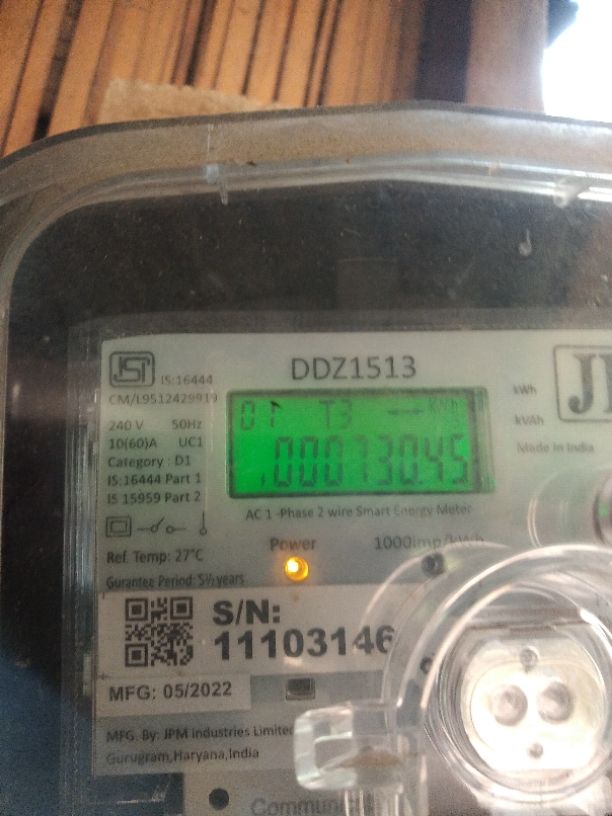 ISI
IS:16444
CM/L9512429919
DDZ1513
240 V 50Hz
10(60)A UC1
Category : D1
IS:16444 Part 1
IS 15959 Part 2
01 T3 kWh
00073045
kWh
kVAh
Made in India
AC 1 -Phase 2 wire Smart Energy Meter
Ref. Temp: 27°C
Power
1000imp/kWh
Gurantee Period: 5½ years
S/N:
11103146
MFG: 05/2022
MFG. By: JPM industries Limited
Gurugram,Haryana,India